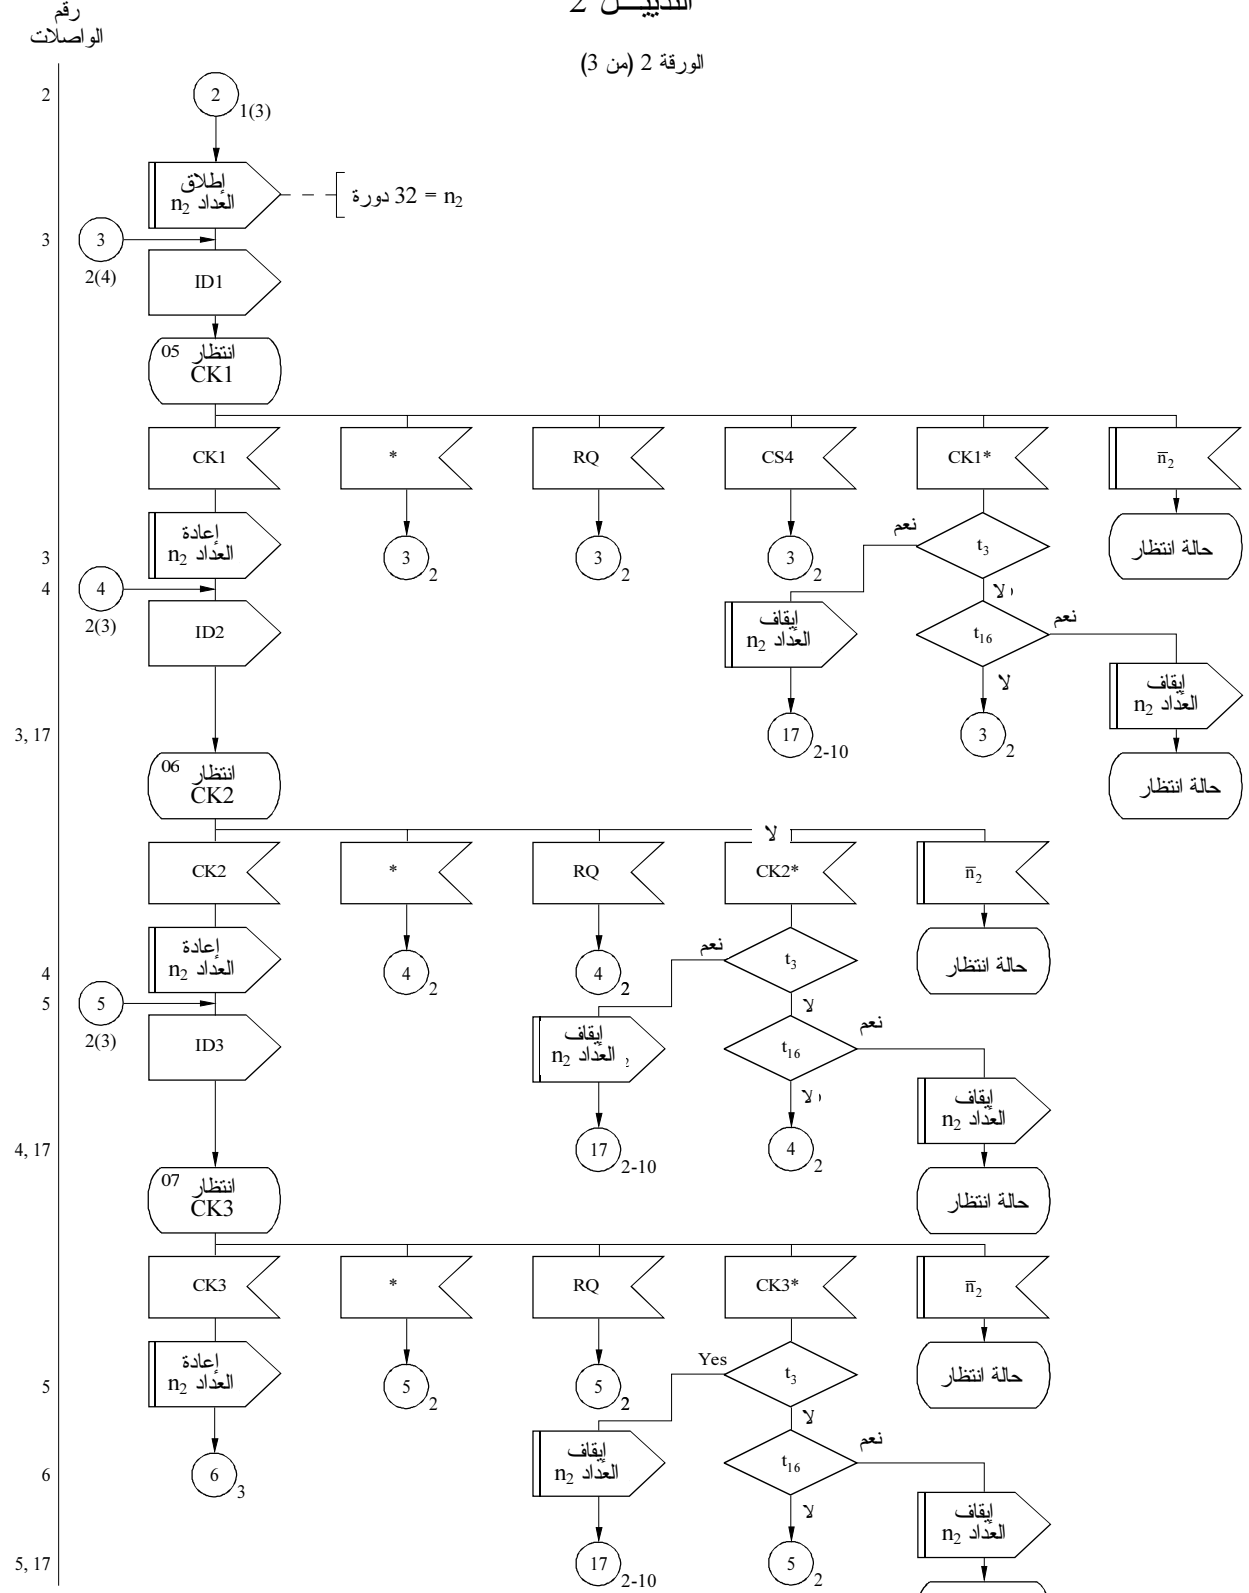 التذييـــل 2
رقم
الواصلات
الورقة 2 (من 3)
2
2
1(3)
إطلاق
العداد n₂
n₂ = 32 دورة
3
3
2(4)
ID1
05 انتظار
CK1
CK1
*
RQ
CS4
CK1*
n̅₂
إعادة
العداد n₂
3
2
3
2
3
2
نعم
t₃
حالة انتظار
3
4
4
2(3)
لا
ID2
إيقاف
العداد n₂
t₁₆
نعم
لا
إيقاف
العداد n₂
3, 17
17
2-10
3
2
06 انتظار
CK2
حالة انتظار
لا
CK2
*
RQ
CK2*
n̅₂
إعادة
العداد n₂
4
2
4
2
نعم
t₃
حالة انتظار
4
5
5
2(3)
لا
ID3
إيقاف
العداد n₂
t₁₆
نعم
لا
إيقاف
العداد n₂
4, 17
17
2-10
4
2
07 انتظار
CK3
حالة انتظار
CK3
*
RQ
CK3*
n̅₂
إعادة
العداد n₂
5
5
2
5
2
Yes
t₃
حالة انتظار
لا
6
6
3
إيقاف
العداد n₂
t₁₆
نعم
لا
إيقاف
العداد n₂
5, 17
17
2-10
5
2